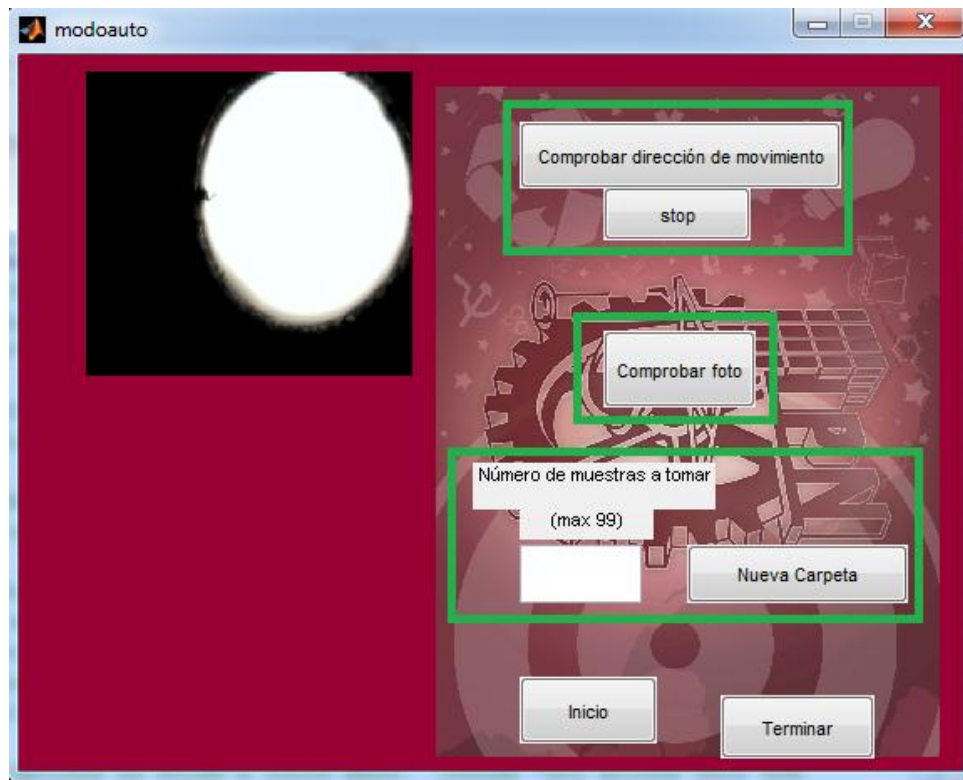 modoauto
Comprobar dirección de movimiento
stop
Comprobar foto
Número de muestras a tomar
(max 99)
Nueva Carpeta
Inicio
Terminar